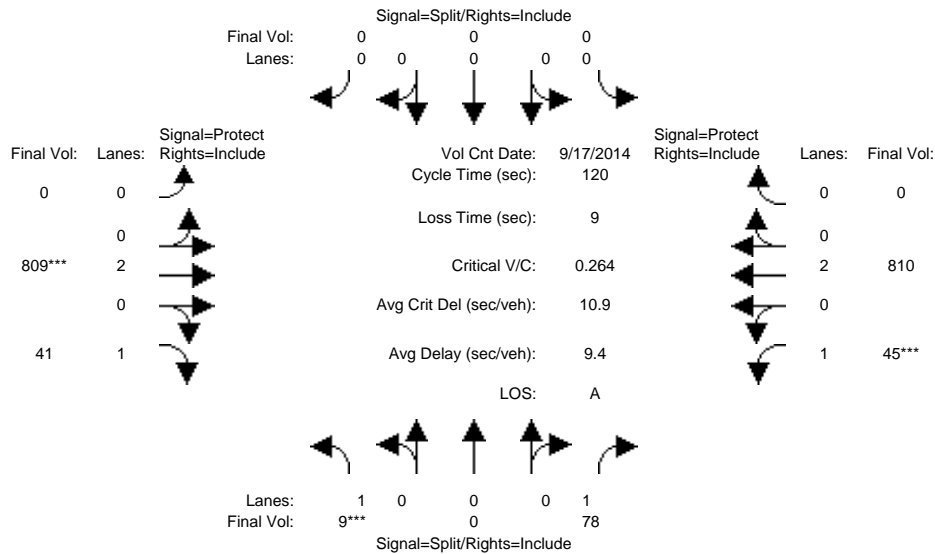 Signal=Split/Rights=Include
Final Vol: 0 0 0
Lanes: 0 0 0 0 0
Signal=Protect Signal=Protect
Final Vol: Lanes: Rights=Include Vol Cnt Date: 9/17/2014 Rights=Include Lanes: Final Vol:
Cycle Time (sec): 120
0 0 0 0
Loss Time (sec): 9
0 0
809*** 2 Critical V/C: 0.264 2 810
0 Avg Crit Del (sec/veh): 10.9 0
41 1 Avg Delay (sec/veh): 9.4 1 45***
LOS: A
Lanes: 1 0 0 0 1
Final Vol: 9*** 0 78
Signal=Split/Rights=Include